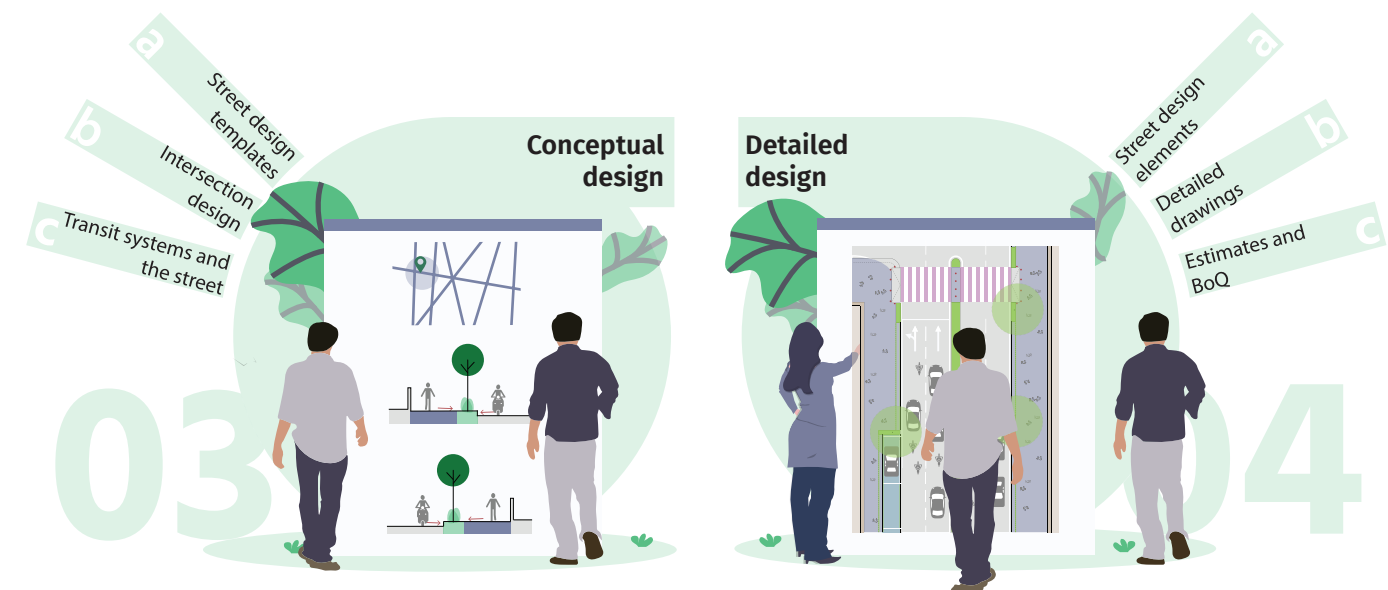 a
Street design
templates
b
Intersection
design
c
Transit systems and
the street
Conceptual
design
03
Detailed
design
a
Street design
elements
b
Detailed
drawings
c
Estimates and
BoQ
04